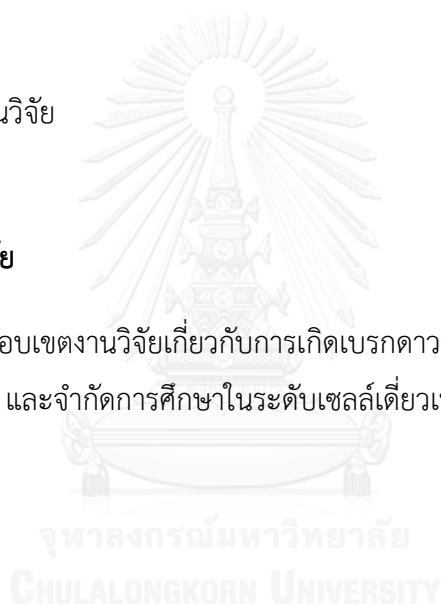 นวิจัย
ัย
อบเขตงานวิจัยเกี่ยวกับการเกิดเบรกดาว
และจำกัดการศึกษาในระดับเซลล์เดี่ยวเ
จุฬาลงกรณ์มหาวิทยาลัย
CHULALONGKORN UNIVERSITY